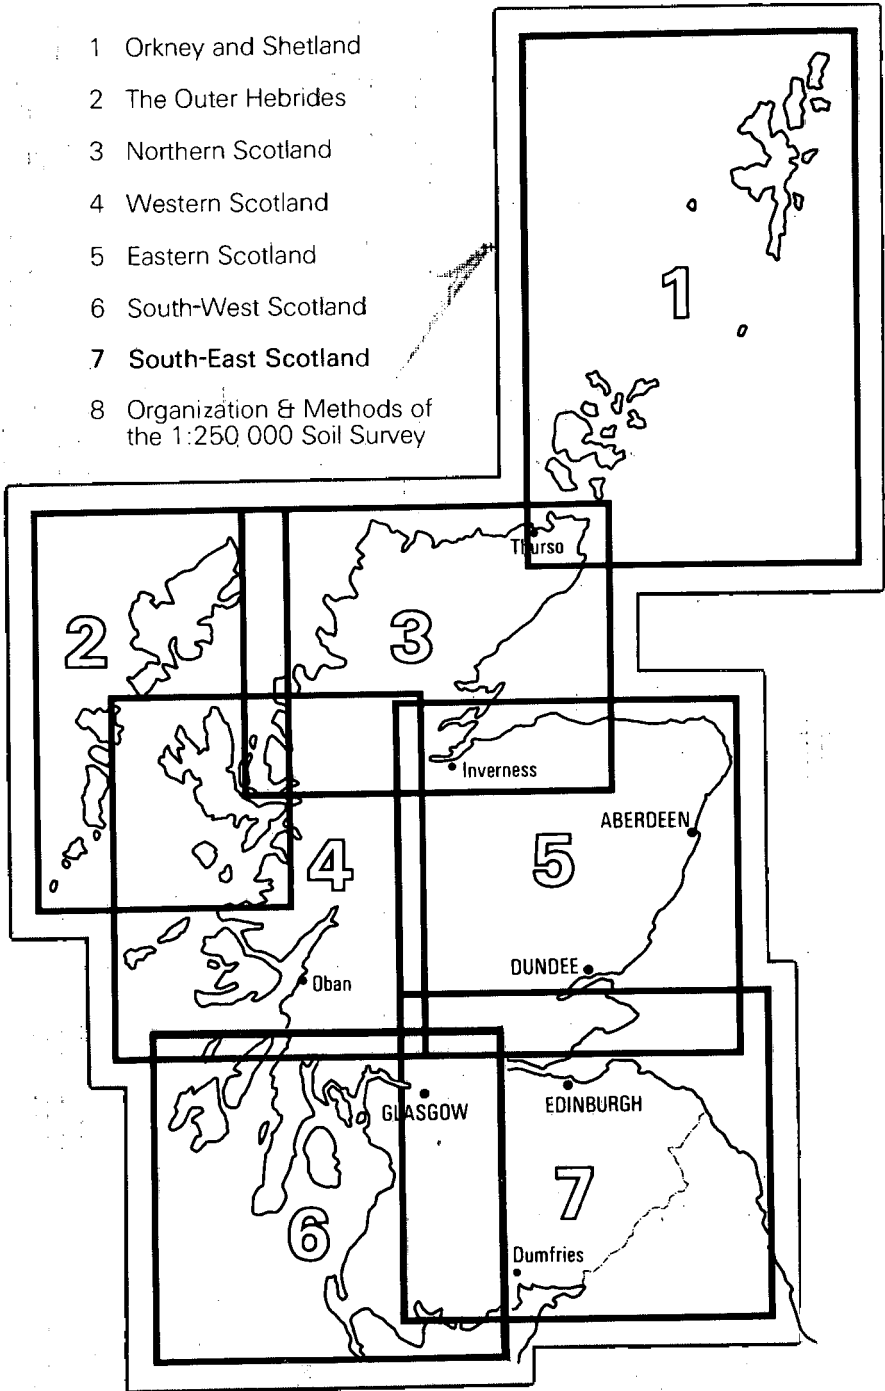 1 Orkney and Shetland
2 The Outer Hebrides
3 Northern Scotland
4 Western Scotland
5 Eastern Scotland
6 South-West Scotland
7 South-East Scotland
8 Organization & Methods of
the 1:250 000 Soil Survey
1
Thurso
2
3
Inverness
ABERDEEN
4
5
DUNDEE
Oban
GLASGOW
EDINBURGH
7
6
Dumfries